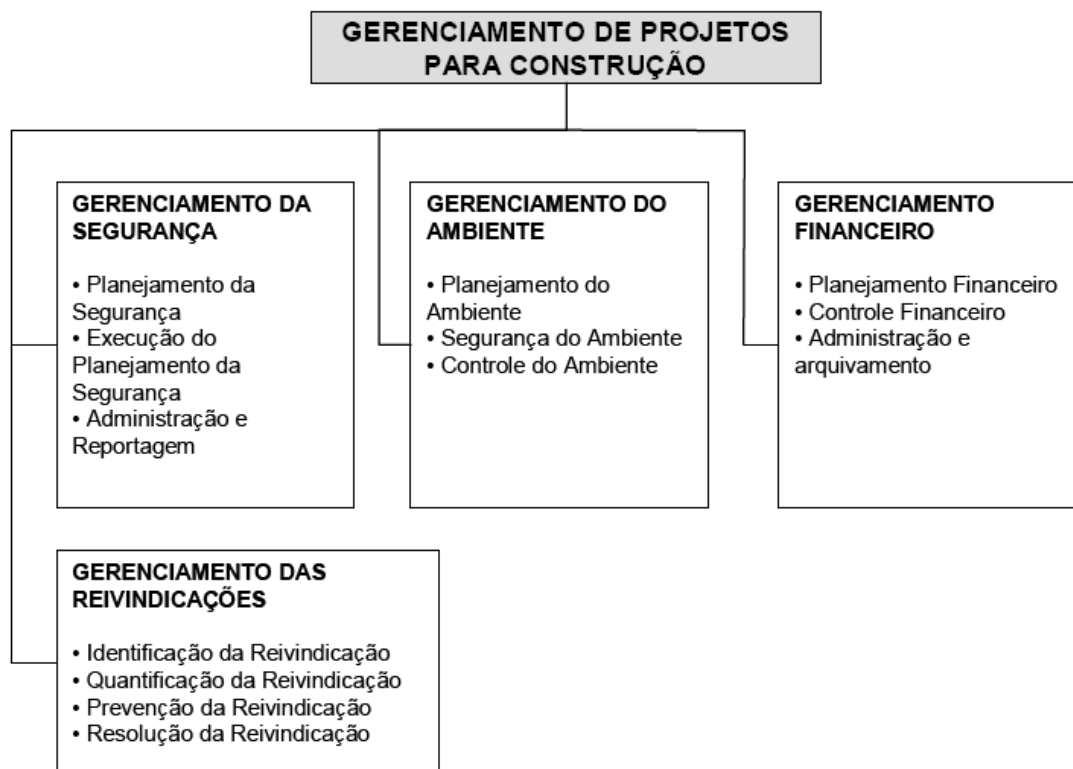 GERENCIAMENTO DE PROJETOS
PARA CONSTRUÇÃO
GERENCIAMENTO DA
SEGURANÇA
• Planejamento da
Segurança
• Execução do
Planejamento da
Segurança
• Administração e
Reportagem
GERENCIAMENTO DO
AMBIENTE
• Planejamento do
Ambiente
• Segurança do Ambiente
• Controle do Ambiente
GERENCIAMENTO
FINANCEIRO
• Planejamento Financeiro
• Controle Financeiro
• Administração e
arquivamento
GERENCIAMENTO DAS
REIVINDICAÇÕES
• Identificação da Reivindicação
• Quantificação da Reivindicação
• Prevenção da Reivindicação
• Resolução da Reivindicação